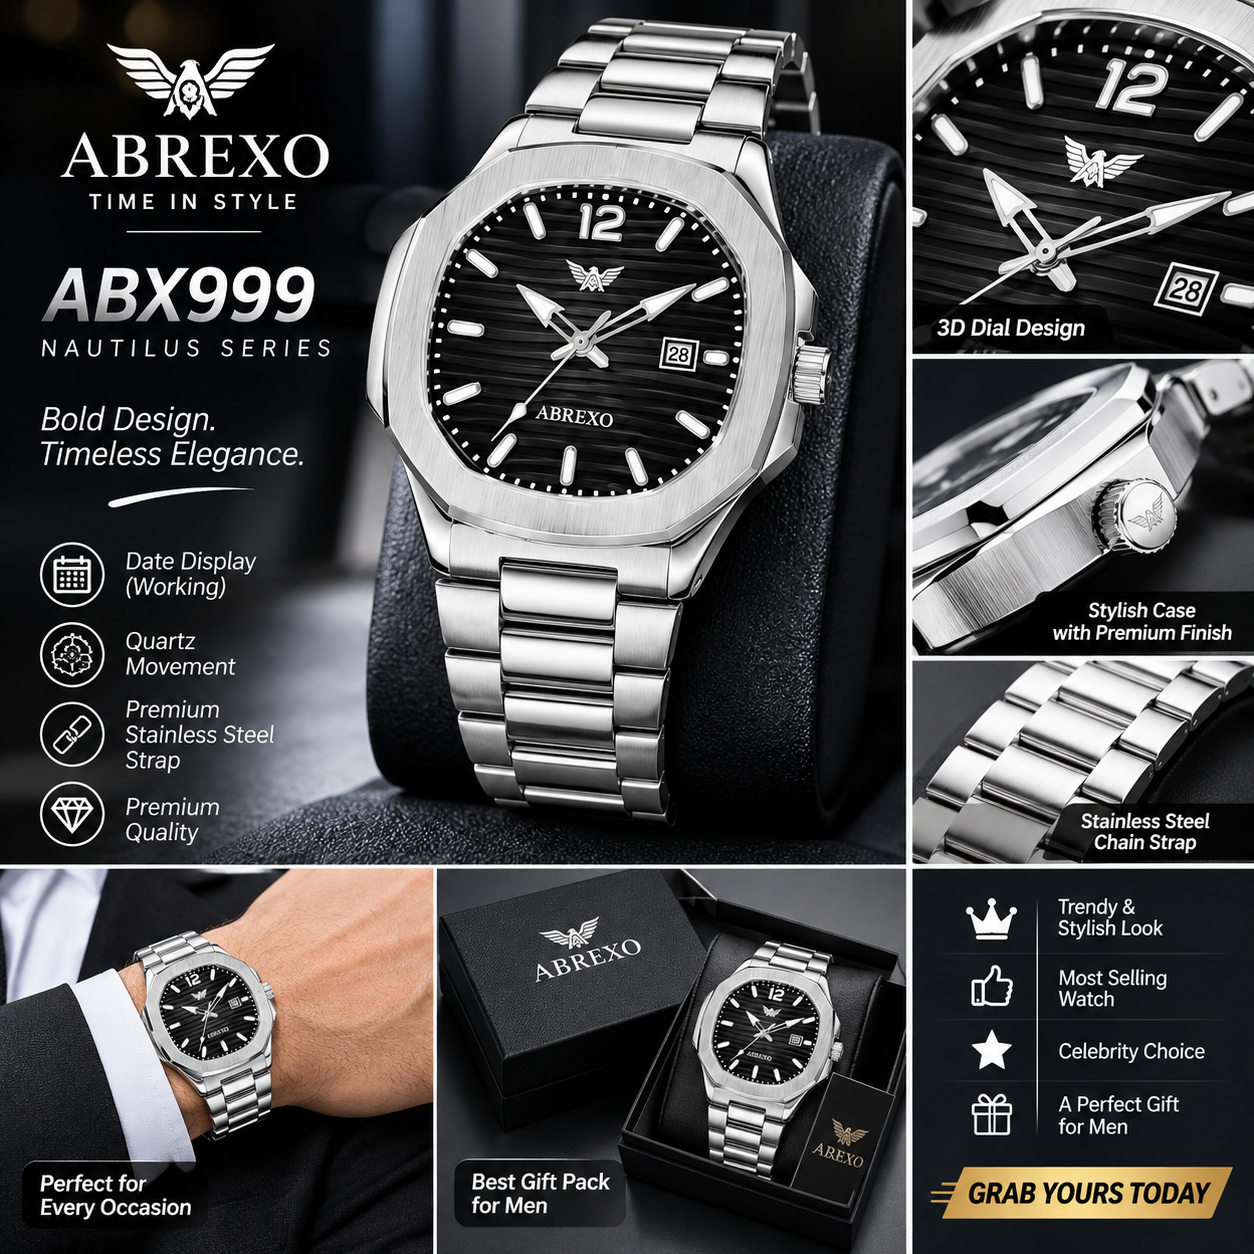 ABREXO
TIME IN STYLE
ABX999
NAUTILUS SERIES
Bold Design.
Timeless Elegance.
Date Display
(Working)
Quartz
Movement
Premium
Stainless Steel
Strap
Premium
Quality
12
28
ABREXO
12
28
3D Dial Design
Stylish Case
with Premium Finish
Stainless Steel
Chain Strap
12
Perfect for
Every Occasion
ABREXO
12
ABREXO
ABREXO
Best Gift Pack
for Men
Trendy &
Stylish Look
Most Selling
Watch
Celebrity Choice
A Perfect Gift
for Men
GRAB YOURS TODAY